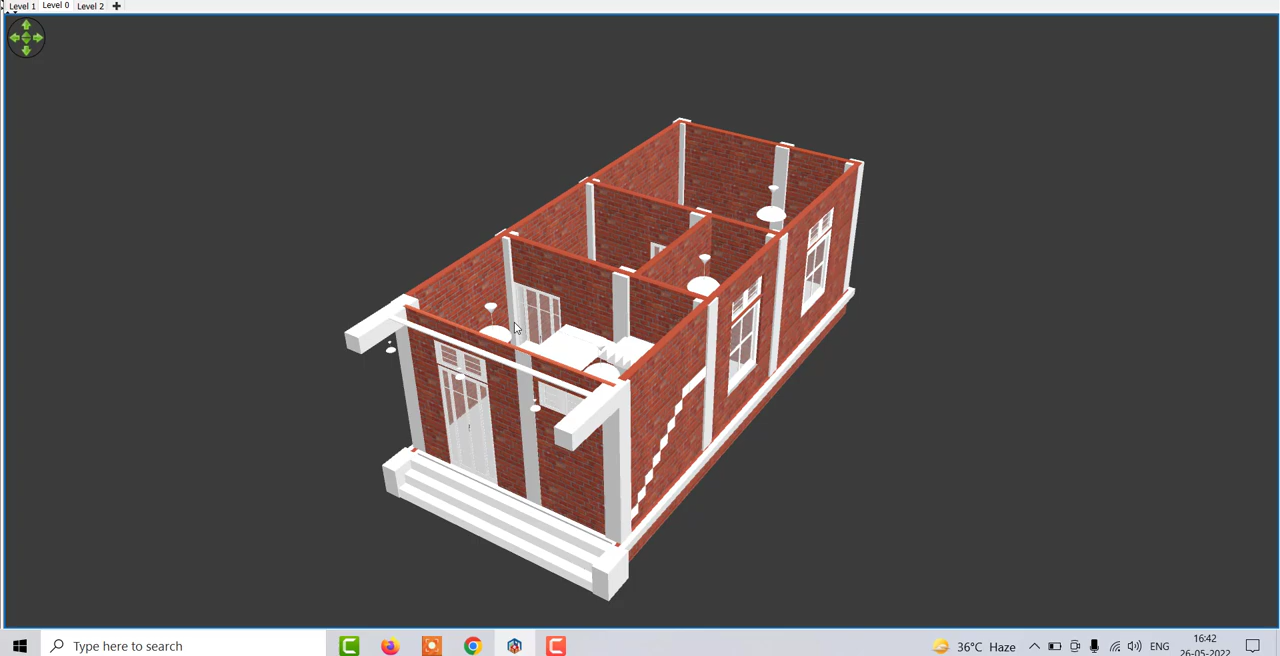 Level 1 Level 0 Level 2
Type here to search
36°C Haze
ENG
16:42
26-05-2022